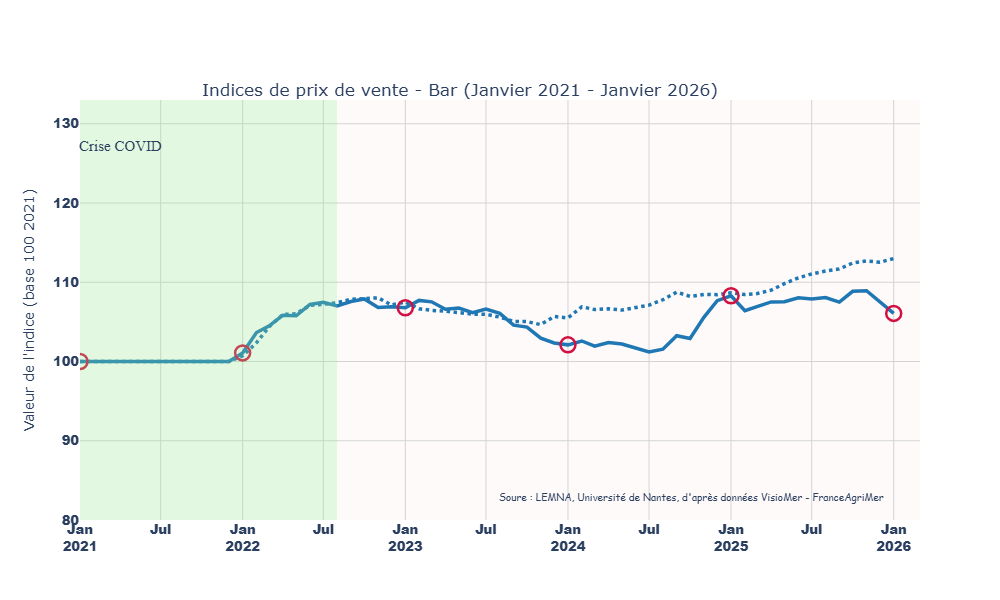 Indices de prix de vente - Bar (Janvier 2021 - Janvier 2026)
Valeur de l'Indice (base 100 2021)
130
120
110
100
90
80
Crise COVID
Soure : LEMNA, Université de Nantes, d'après données VisioMer - FranceAgriMer
Jan
2021
Jul
Jan
2022
Jul
Jan
2023
Jul
Jan
2024
Jul
Jan
2025
Jul
Jan
2026